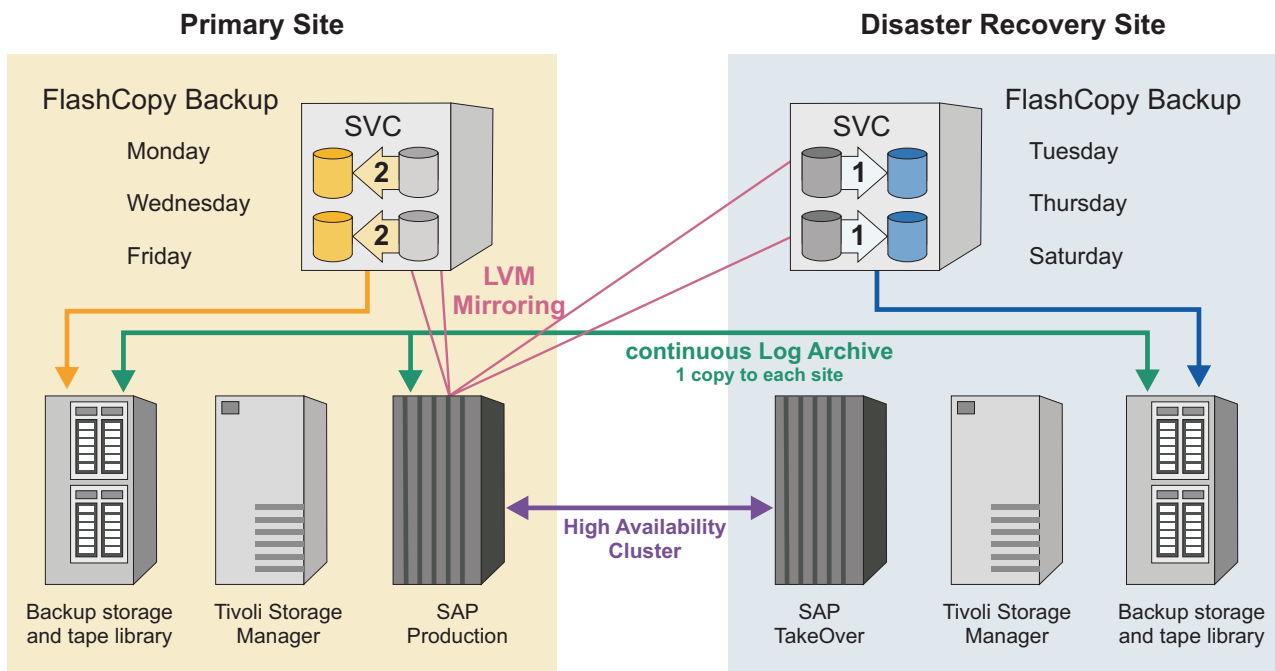 Primary Site
Disaster Recovery Site
FlashCopy Backup
Monday
Wednesday
Friday
SVC
2
2
SVC
1
1
FlashCopy Backup
Tuesday
Thursday
Saturday
LVM
Mirroring
continuous Log Archive
1 copy to each site
High Availability
Cluster
Backup storage
and tape library
Tivoli Storage
Manager
SAP
Production
SAP
TakeOver
Tivoli Storage
Manager
Backup storage
and tape library